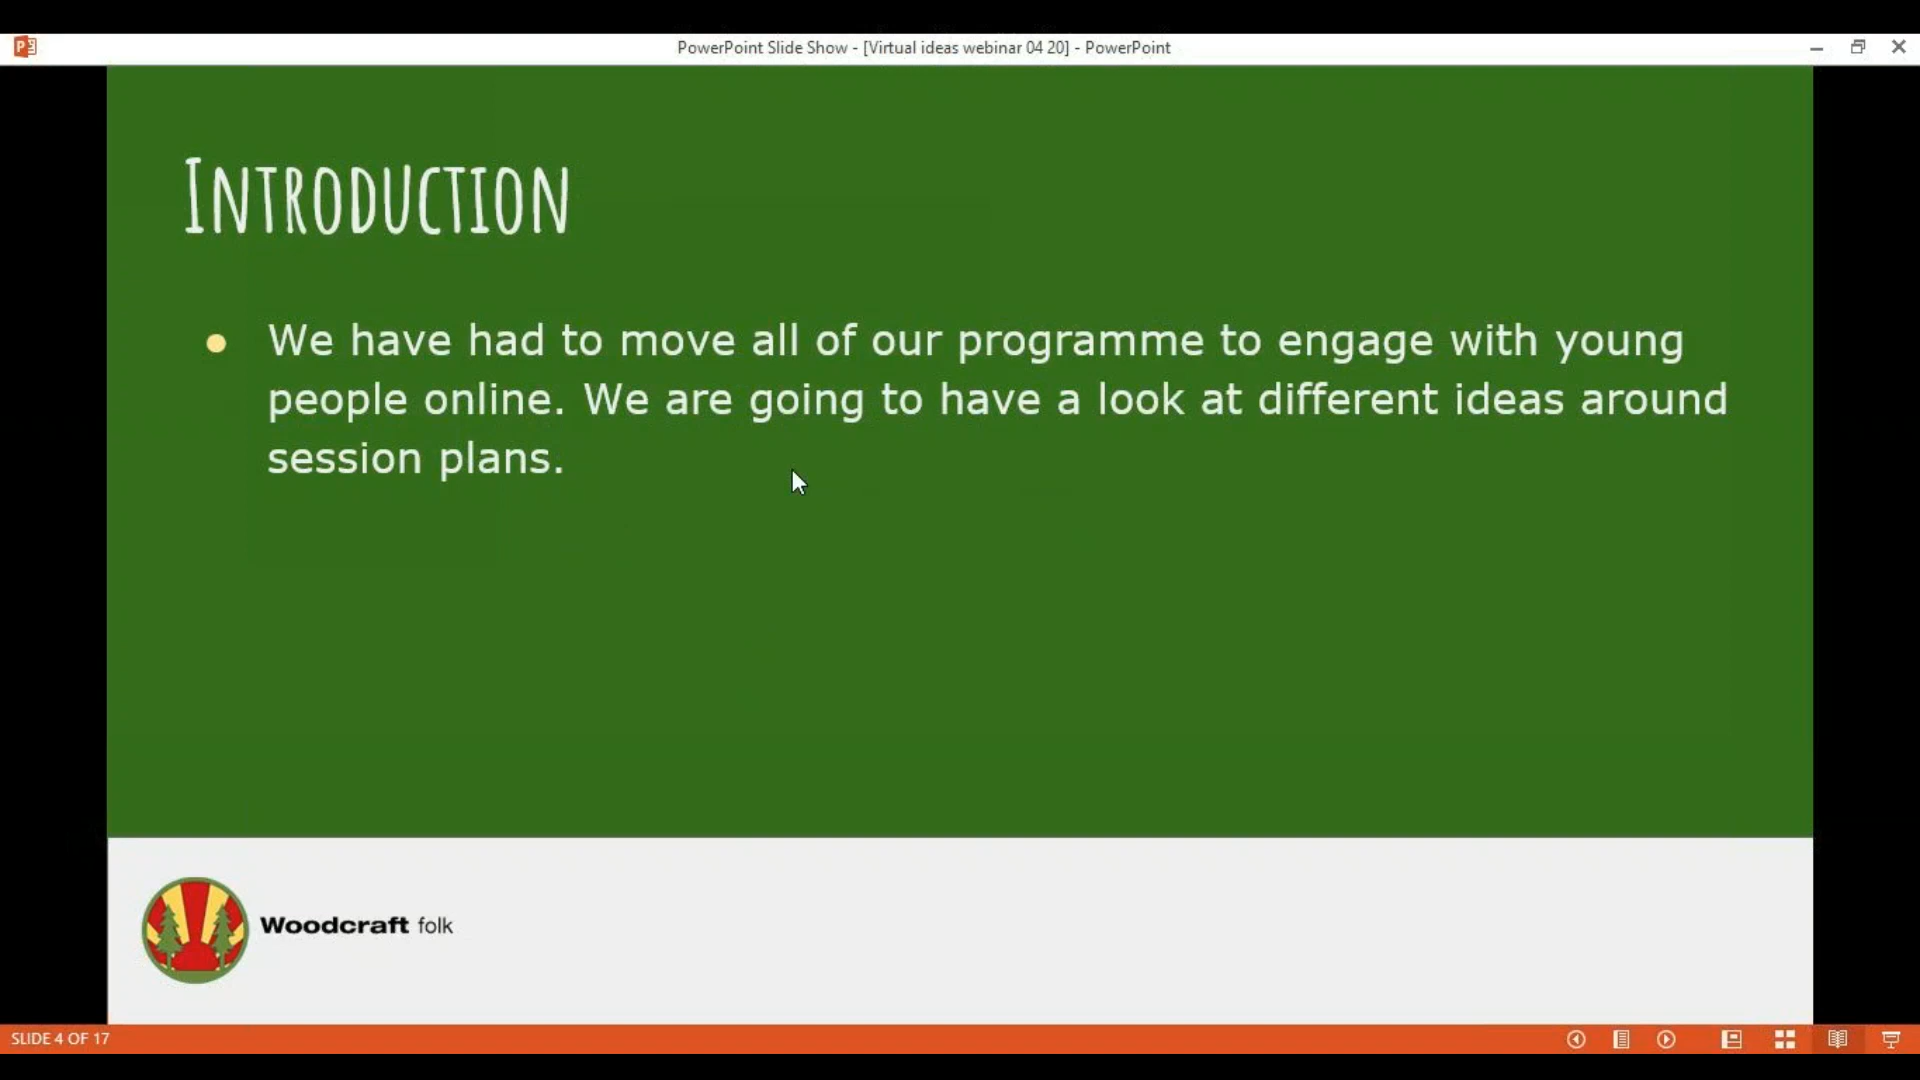 PowerPoint Slide Show - [Virtual ideas webinar 04 20] - PowerPoint
Introduction
We have had to move all of our programme to engage with young
people online. We are going to have a look at different ideas around
session plans.
Woodcraft folk
SLIDE 4 OF 17